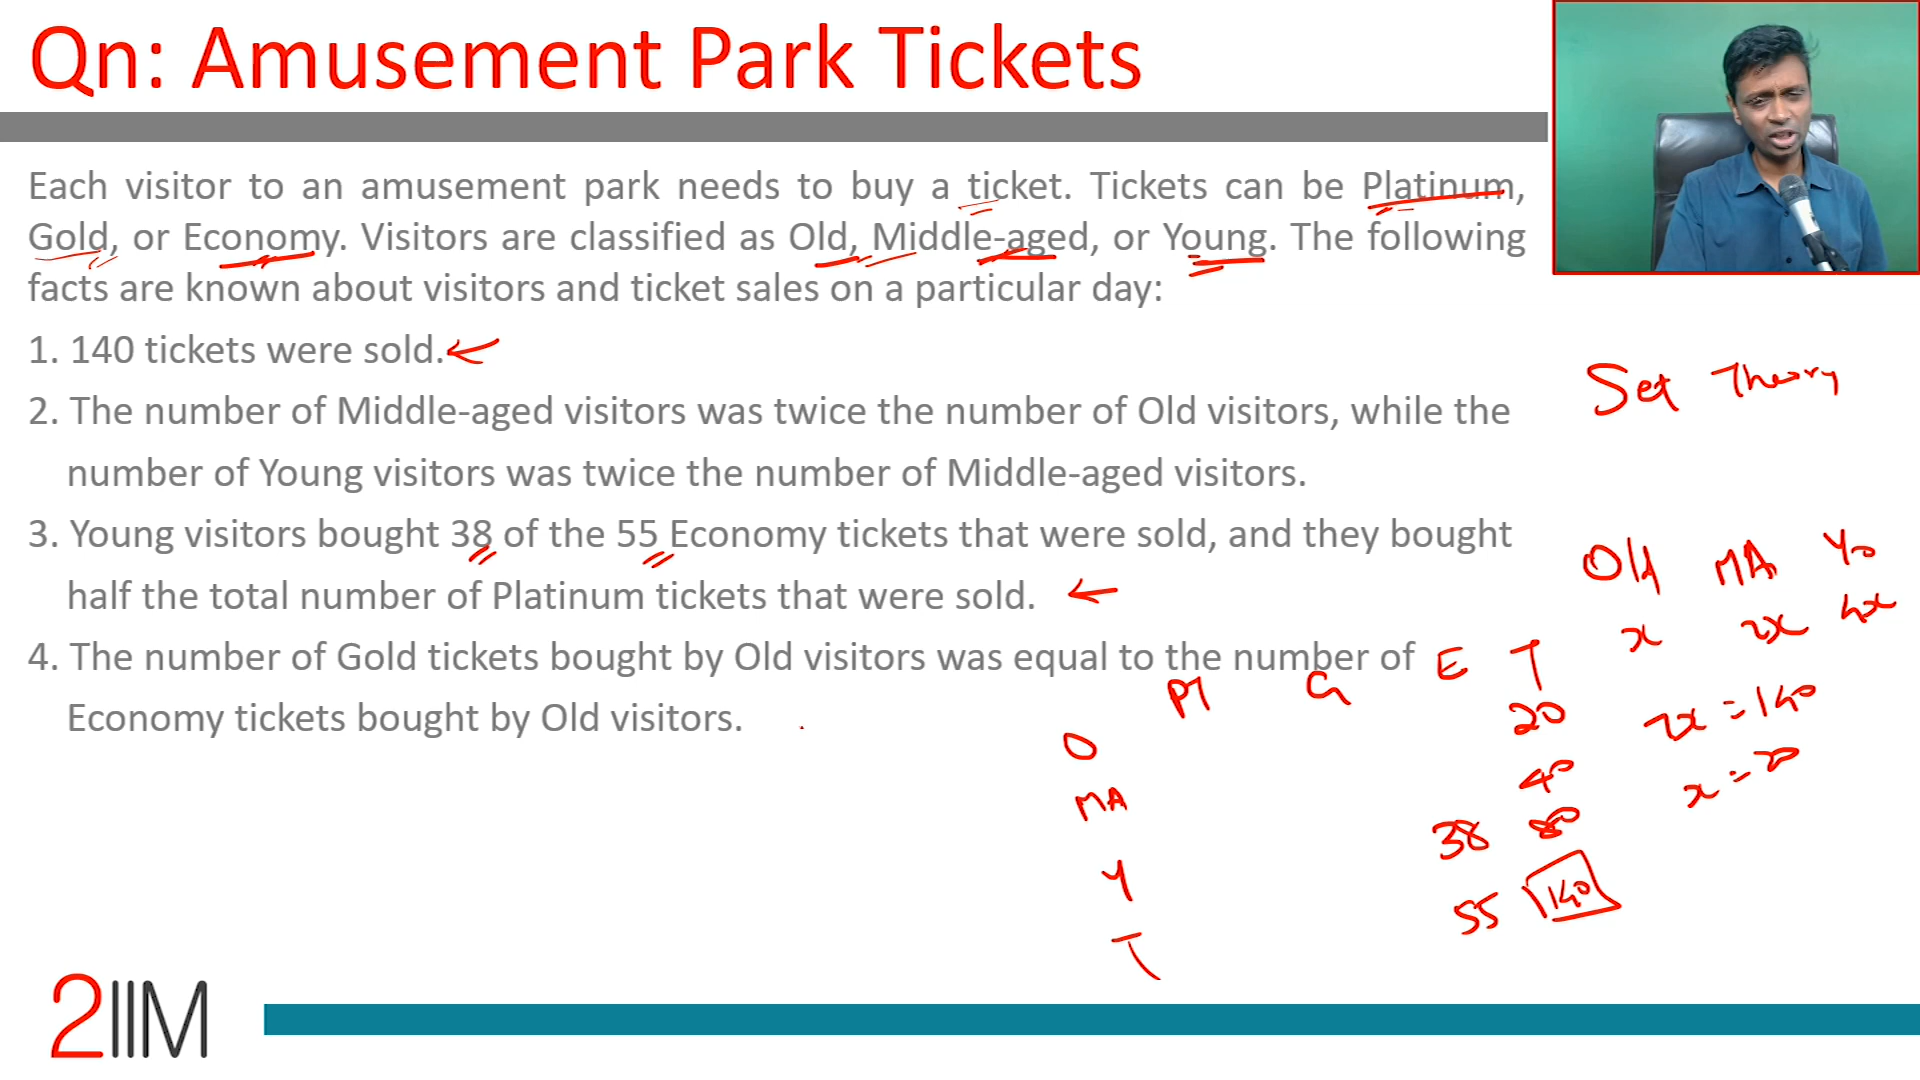 Qn: Amusement Park Tickets
Each visitor to an amusement park needs to buy a ticket. Tickets can be Platinum,
Gold, or Economy. Visitors are classified as Old, Middle-aged, or Young. The following
facts are known about visitors and ticket sales on a particular day:
1. 140 tickets were sold.
2. The number of Middle-aged visitors was twice the number of Old visitors, while the
number of Young visitors was twice the number of Middle-aged visitors.
3. Young visitors bought 38 of the 55 Economy tickets that were sold, and they bought
half the total number of Platinum tickets that were sold.
4. The number of Gold tickets bought by Old visitors was equal to the number of
Economy tickets bought by Old visitors.
Set Theory
Old MA Yo
x 2x 4x
7x = 140
x = 20
Pl G E T
O 20
MA 40
Y 38 80
T 55 140
2IIM